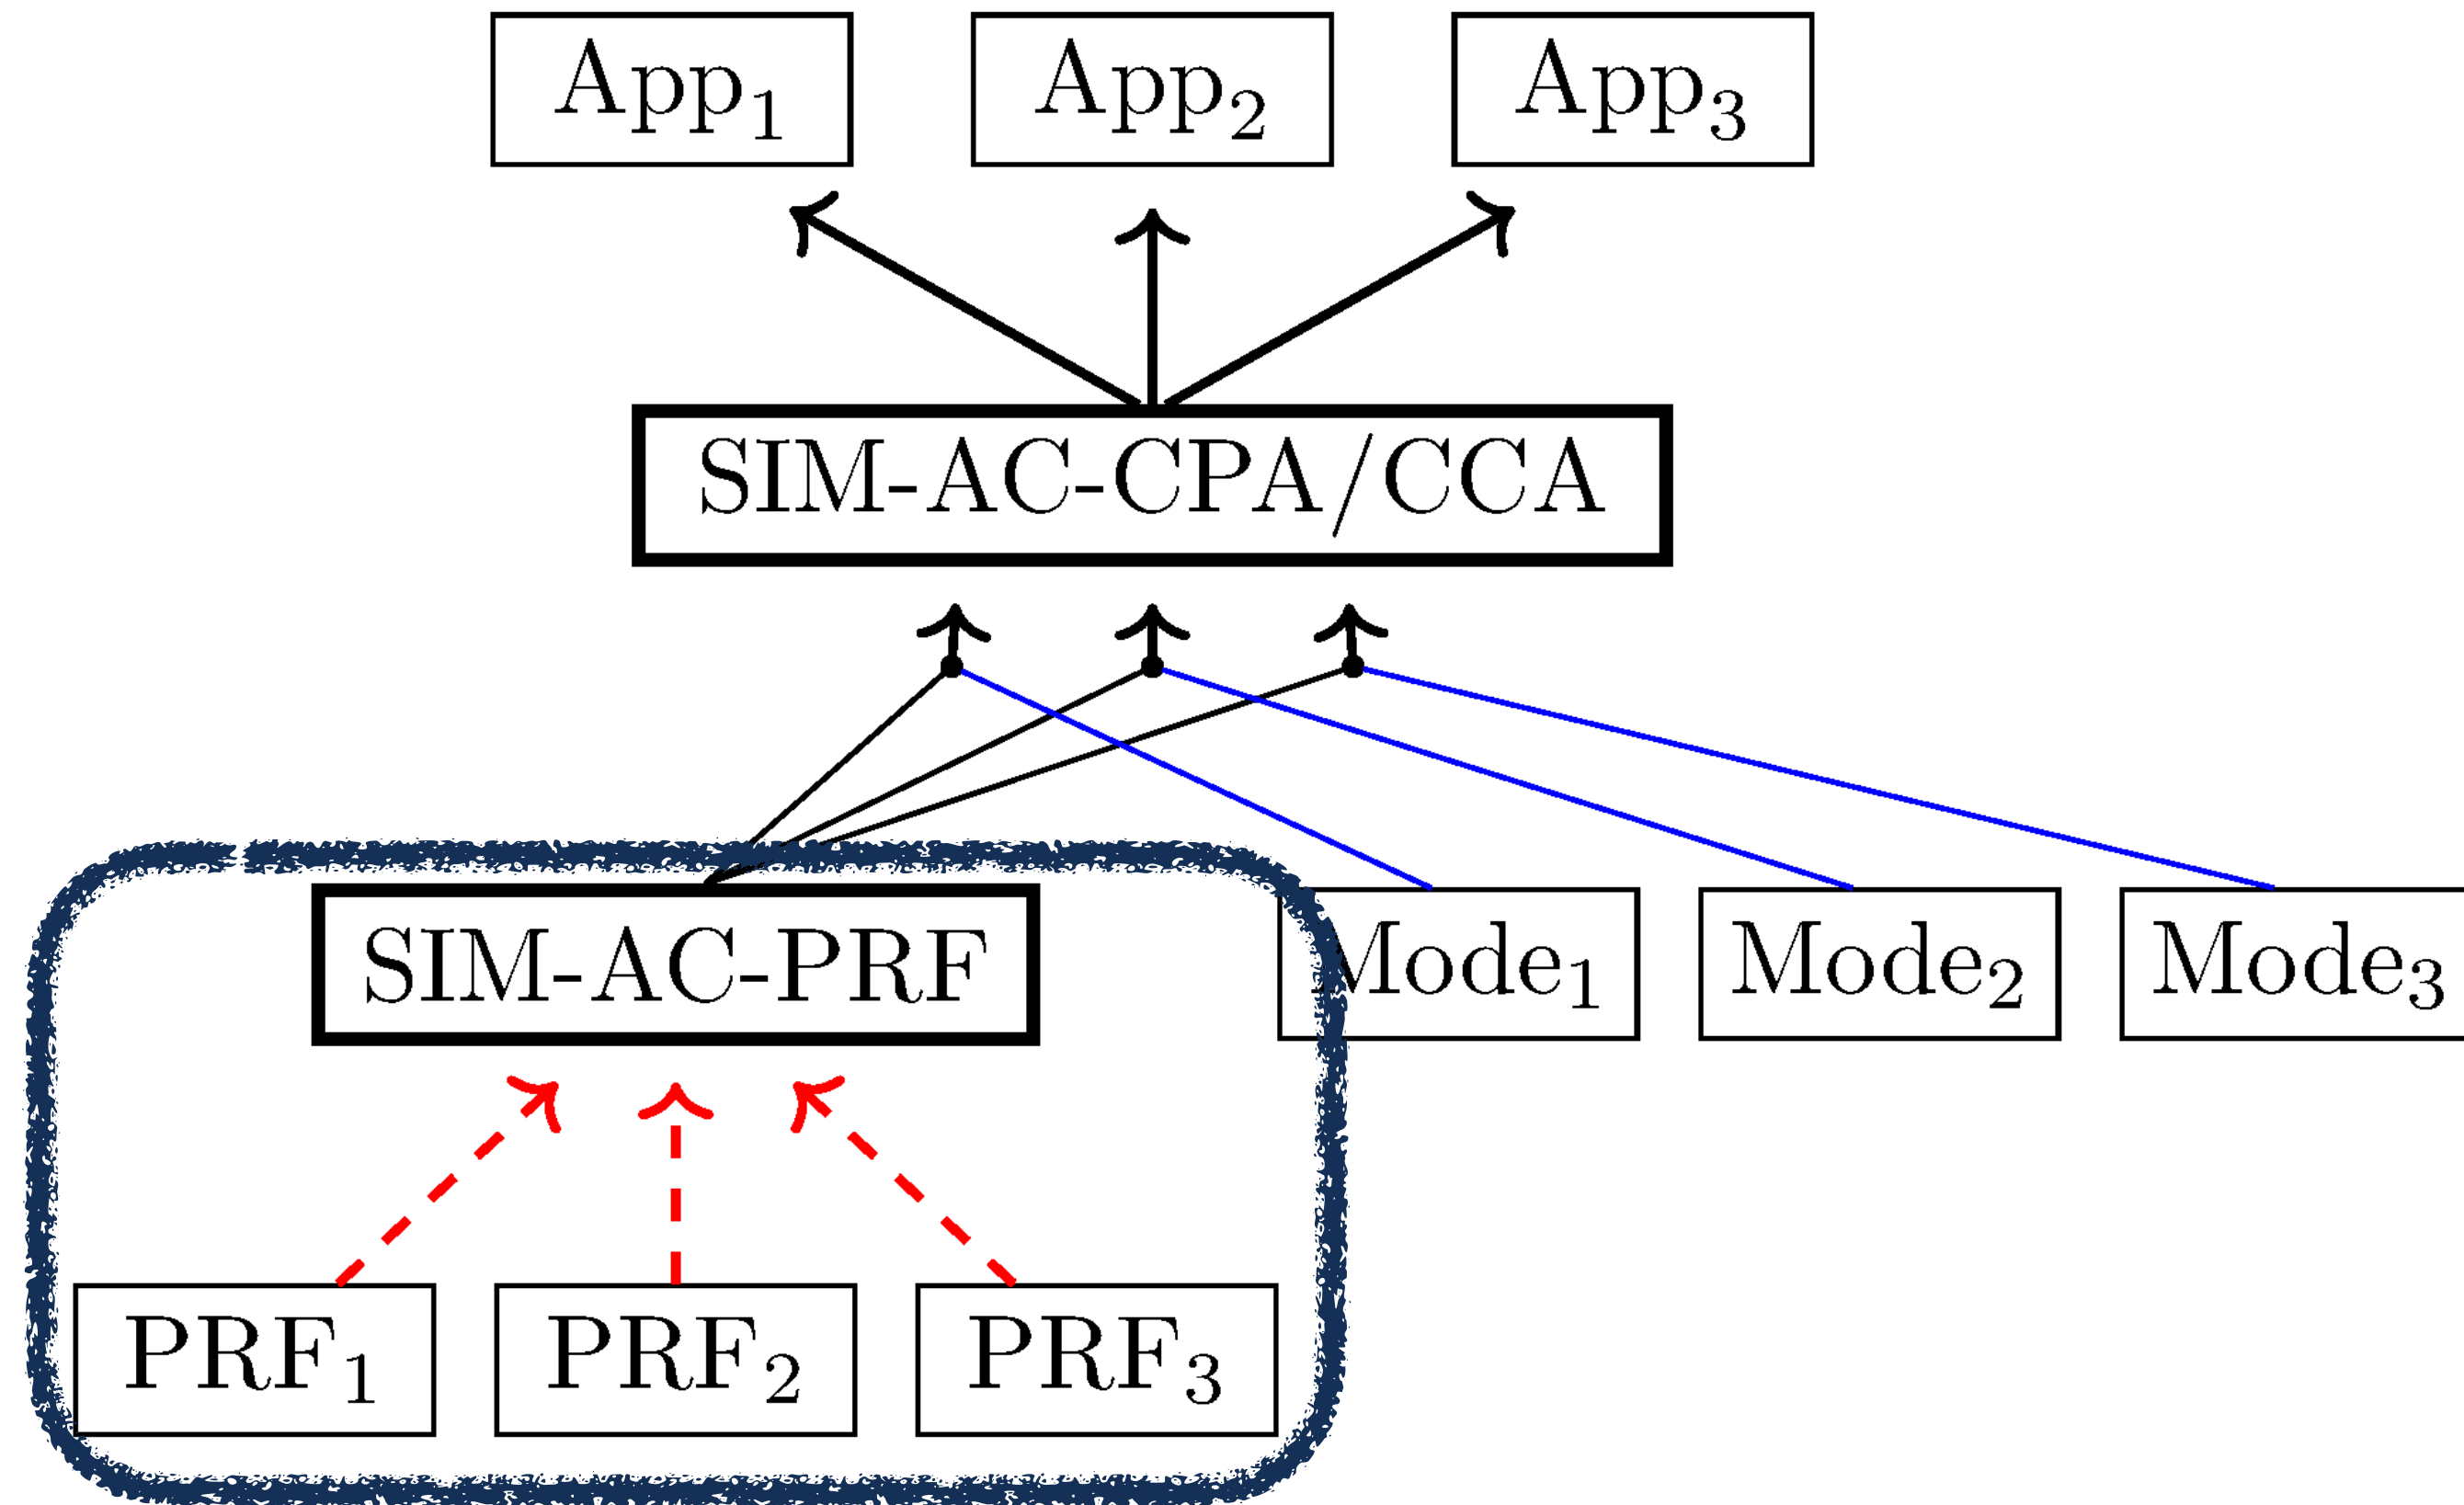 App₁ App₂ App₃
SIM-AC-CPA/CCA
SIM-AC-PRF Mode₁ Mode₂ Mode₃
PRF₁ PRF₂ PRF₃